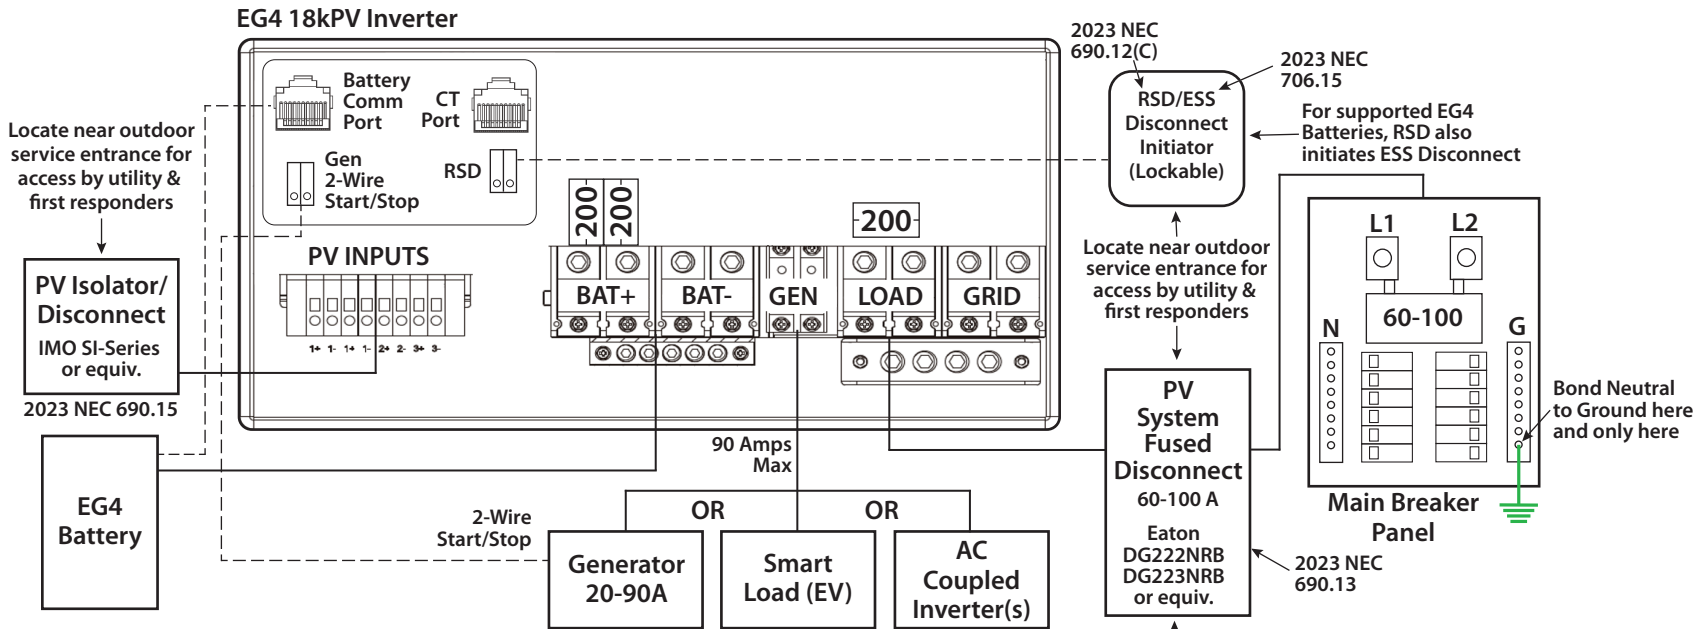 EG4 18kPV Inverter
Battery
Comm
Port
CT
Port
Gen
2-Wire
Start/Stop
RSD
Locate near outdoor
service entrance for
access by utility &
first responders
PV Isolator/
Disconnect
IMO SI-Series
or equiv.
2023 NEC 690.15
PV INPUTS
1+ 1- 1+ 1- 2+ 2- 3+ 3-
200
200
200
BAT+
BAT-
GEN
LOAD
GRID
2023 NEC
690.12(C)
2023 NEC
706.15
RSD/ESS
Disconnect
Initiator
(Lockable)
For supported EG4
Batteries, RSD also
initiates ESS Disconnect
Locate near outdoor
service entrance for
access by utility &
first responders
L1
L2
60-100
N
G
Bond Neutral
to Ground here
and only here
Main Breaker
Panel
PV
System
Fused
Disconnect
60-100 A
Eaton
DG222NRB
DG223NRB
or equiv.
2023 NEC
690.13
EG4
Battery
90 Amps
Max
2-Wire
Start/Stop
OR
OR
Generator
20-90A
Smart
Load (EV)
AC
Coupled
Inverter(s)